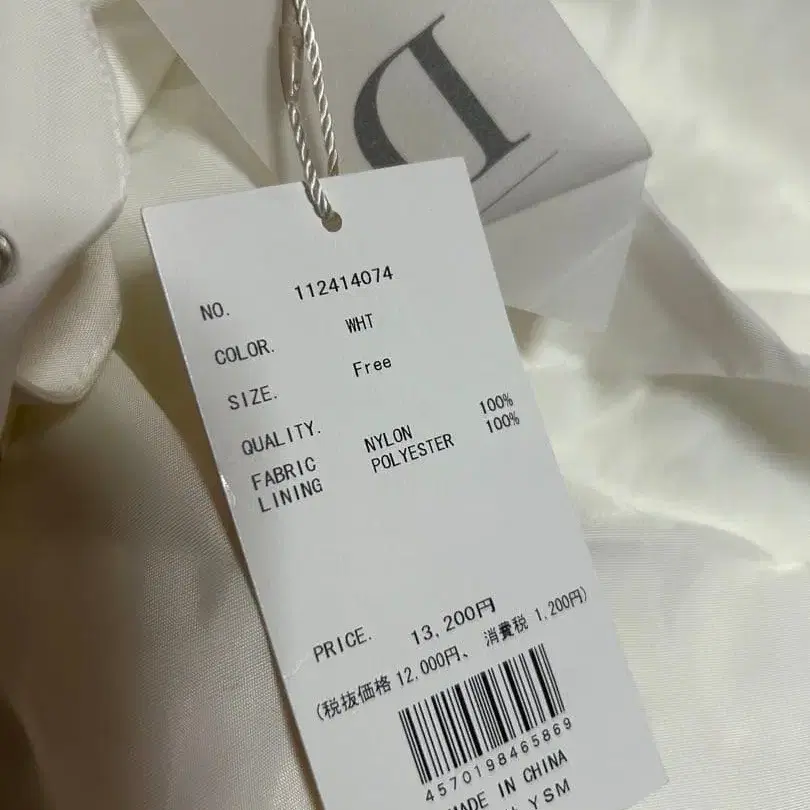 D
NO. 112414074
COLOR. WHT
SIZE. Free
QUALITY.
FABRIC NYLON 100%
LINING POLYESTER 100%
PRICE. 13,200円
(税抜価格 12,000円、 消費税 1,200円)
4570198465869
MADE IN CHINA
YSM